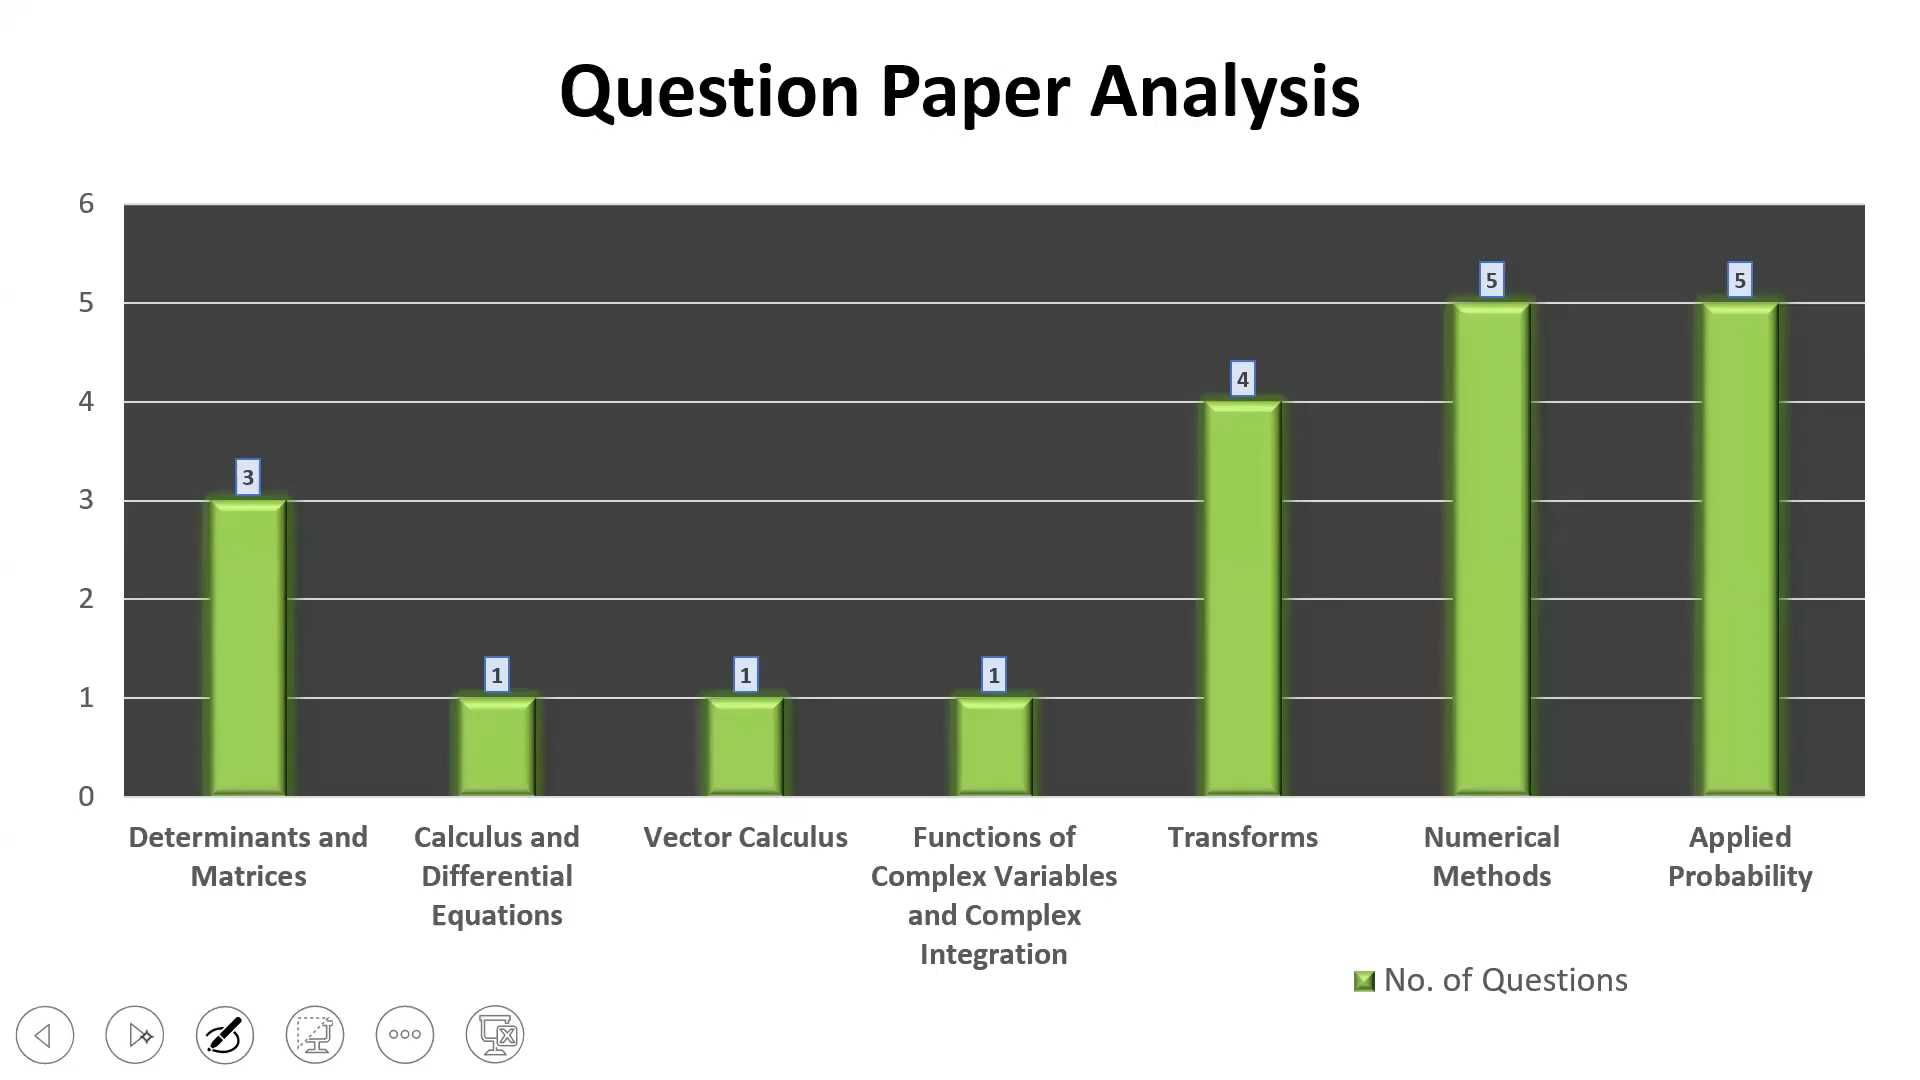 Question Paper Analysis
6
5
4
3
2
1
0
3
1
1
1
4
5
5
Determinants and
Matrices
Calculus and
Differential
Equations
Vector Calculus
Functions of
Complex Variables
and Complex
Integration
Transforms
Numerical
Methods
Applied
Probability
No. of Questions